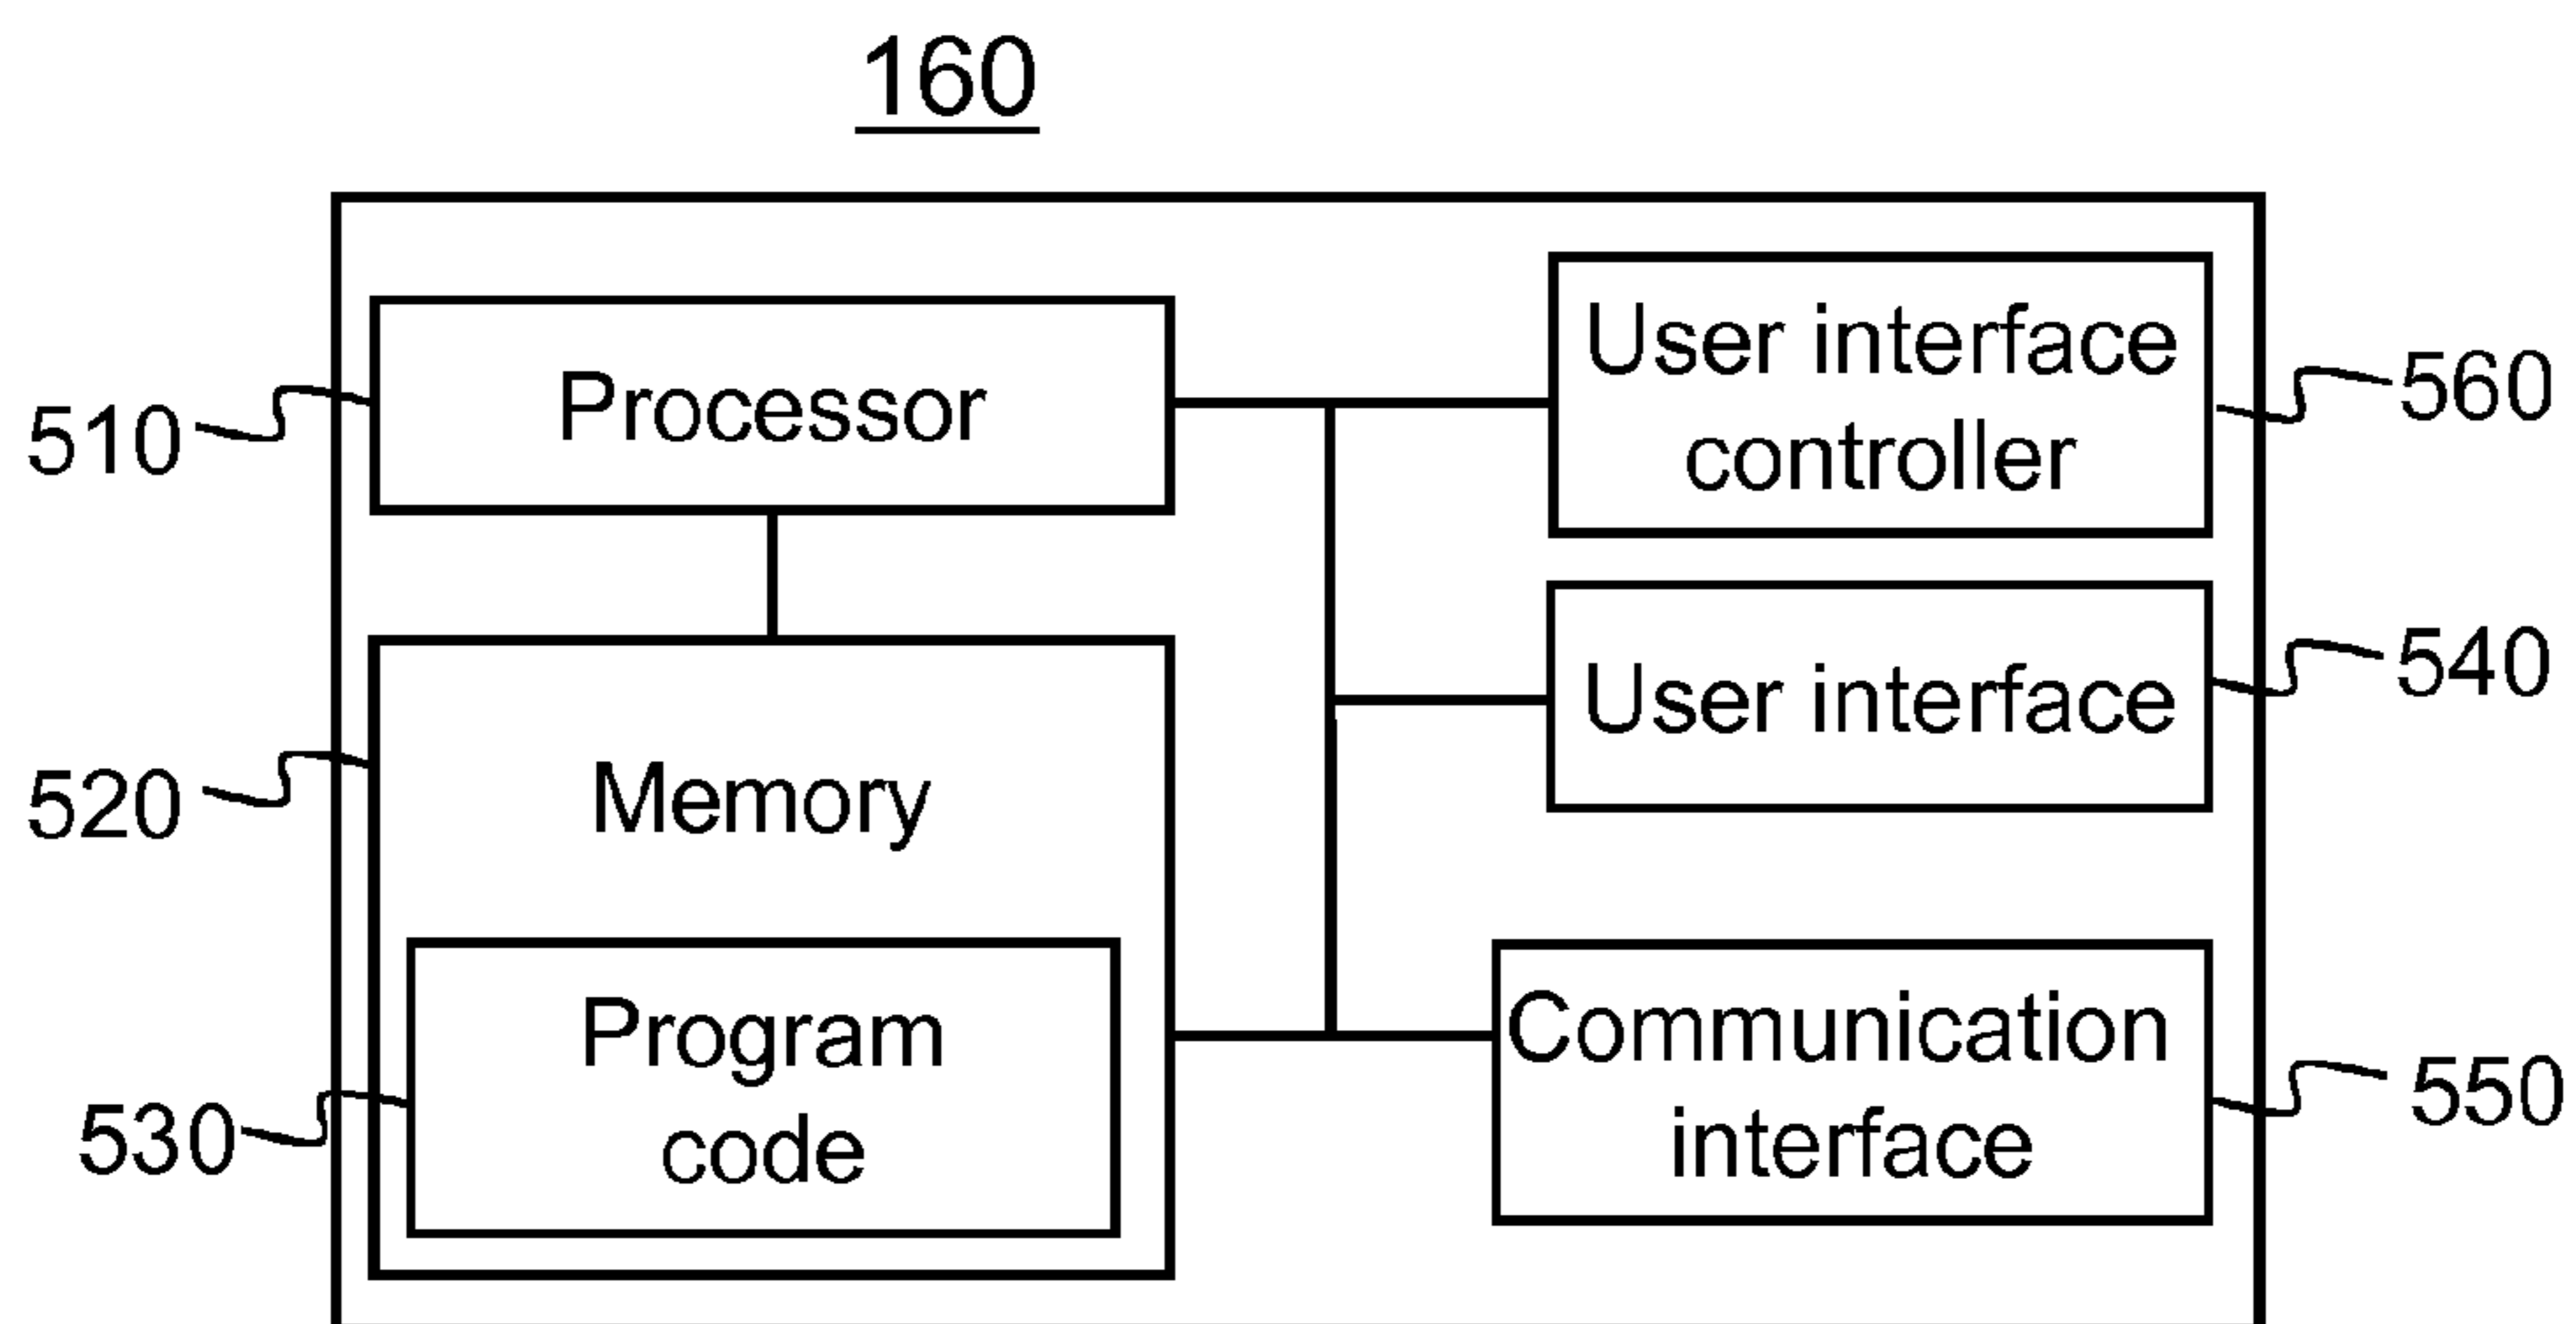 160
510
Processor
User interface
controller
560
520
Memory
User interface
540
530
Program
code
Communication
interface
550